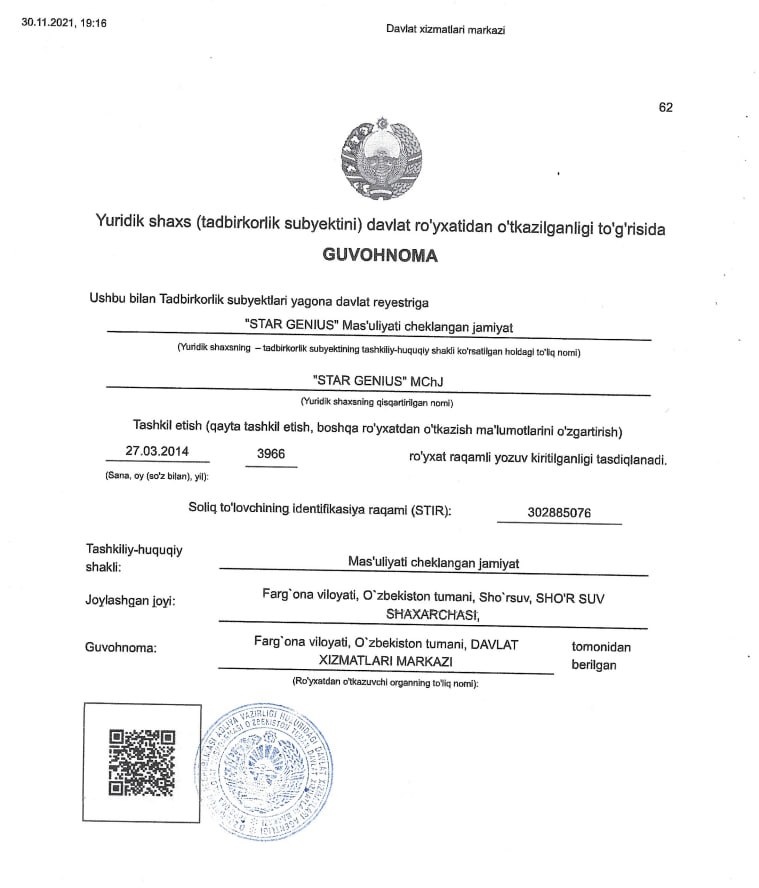 30.11.2021, 19:16
Davlat xizmatlari markazi
62
Yuridik shaxs (tadbirkorlik subyektini) davlat ro'yxatidan o'tkazilganligi to'g'risida
GUVOHNOMA
Ushbu bilan Tadbirkorlik subyektlari yagona davlat reyestriga
"STAR GENIUS" Mas'uliyati cheklangan jamiyat
(Yuridik shaxsning – tadbirkorlik subyektining tashkiliy-huquqiy shakli ko'rsatilgan holdagi to'liq nomi)
"STAR GENIUS" MChJ
(Yuridik shaxsning qisqartirilgan nomi)
Tashkil etish (qayta tashkil etish, boshqa ro'yxatdan o'tkazish ma'lumotlarini o'zgartirish)
27.03.2014 3966 ro'yxat raqamli yozuv kiritilganligi tasdiqlanadi.
(Sana, oy (so'z bilan), yil):
Soliq to'lovchining identifikasiya raqami (STIR): 302885076
Tashkiliy-huquqiy
shakli: Mas'uliyati cheklangan jamiyat
Joylashgan joyi: Farg`ona viloyati, O`zbekiston tumani, Sho`rsuv, SHO'R SUV
SHAXARCHASI,
Guvohnoma: Farg`ona viloyati, O`zbekiston tumani, DAVLAT
XIZMATLARI MARKAZI
tomonidan
berilgan
(Ro'yxatdan o'tkazuvchi organning to'liq nomi):